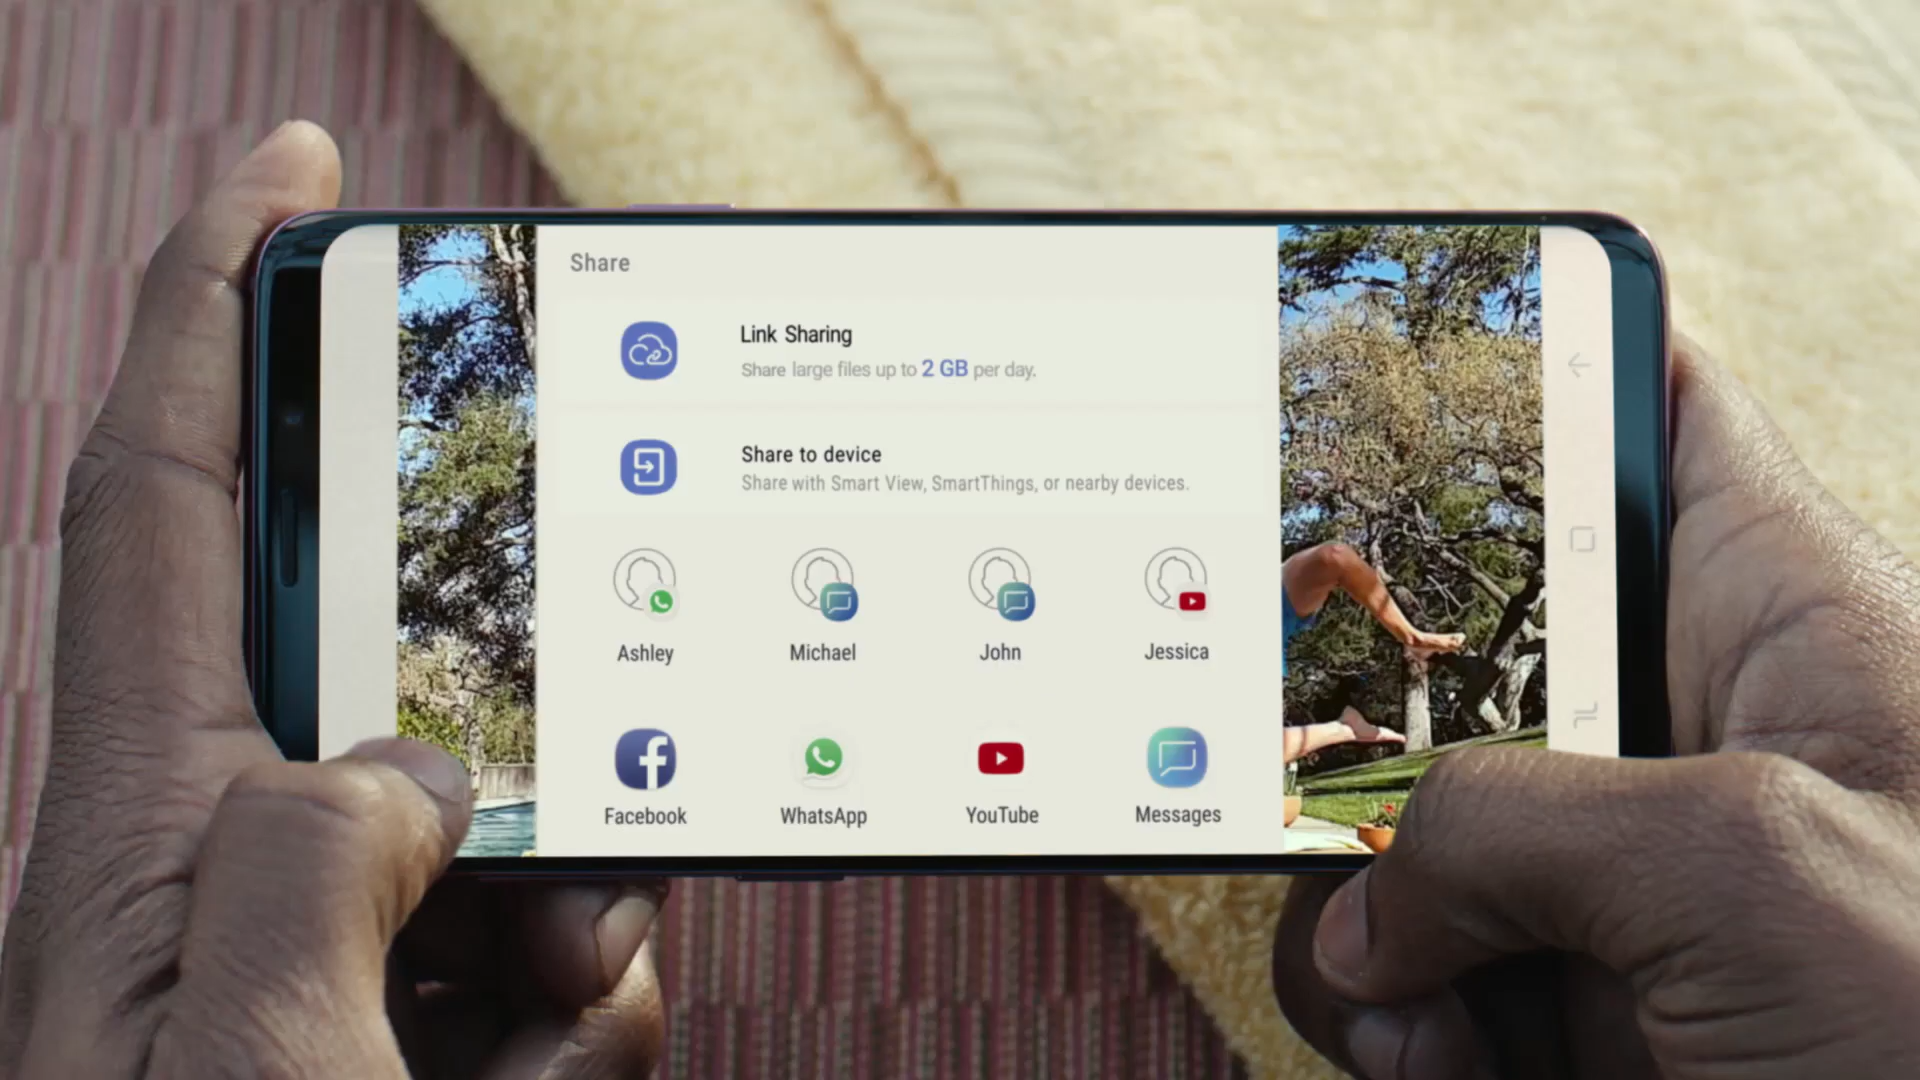 Share
Link Sharing
Share large files up to 2 GB per day.
Share to device
Share with Smart View, SmartThings, or nearby devices.
Ashley
Michael
John
Jessica
Facebook
WhatsApp
YouTube
Messages